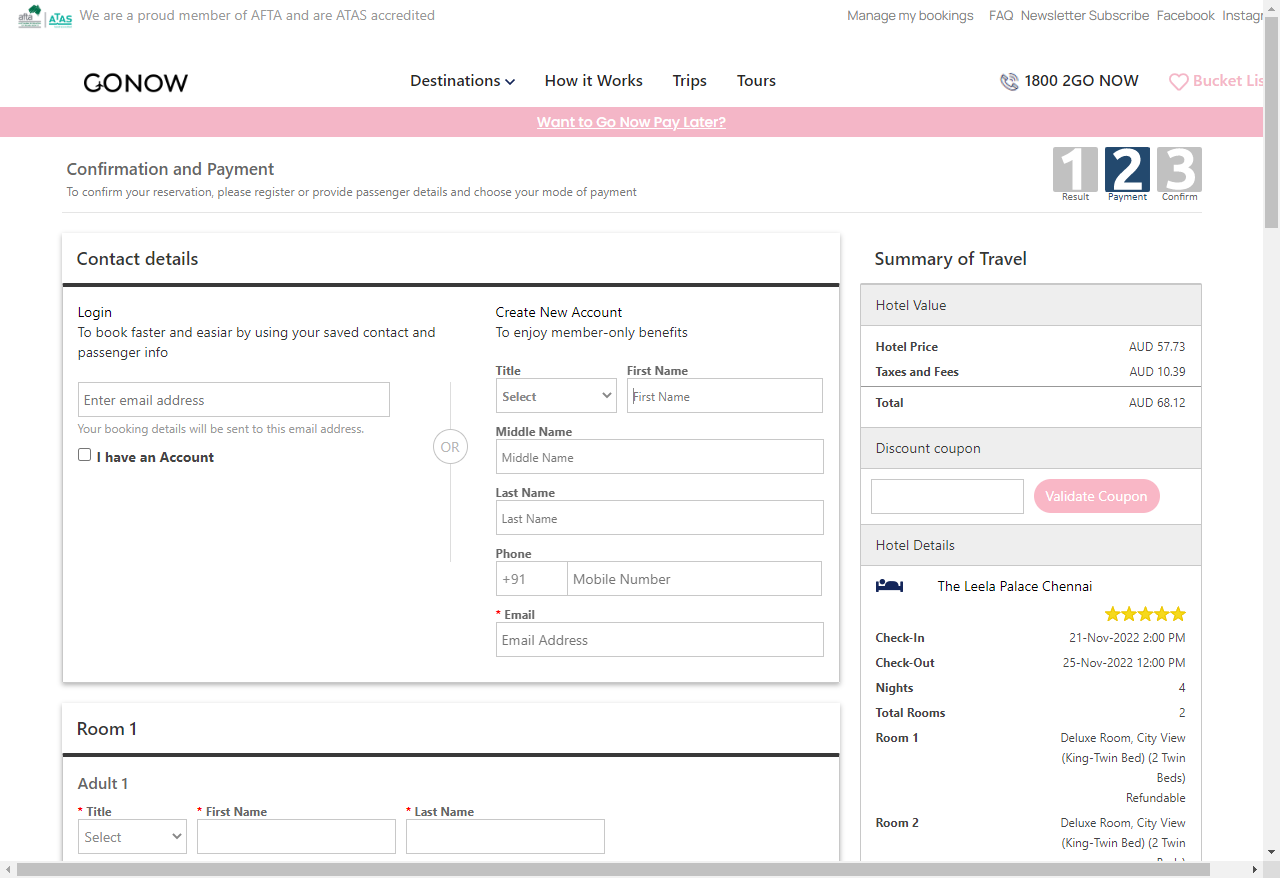 afta ATAS We are a proud member of AFTA and are ATAS accredited
Manage my bookings FAQ Newsletter Subscribe Facebook Instagr
GONOW
Destinations How it Works Trips Tours
1800 2GO NOW Bucket Lis
Want to Go Now Pay Later?
Confirmation and Payment
To confirm your reservation, please register or provide passenger details and choose your mode of payment
1 2 3
Result Payment Confirm
Contact details
Login
To book faster and easiar by using your saved contact and
passenger info
Enter email address
Your booking details will be sent to this email address.
I have an Account
OR
Create New Account
To enjoy member-only benefits
Title First Name
Select First Name
Middle Name
Middle Name
Last Name
Last Name
Phone
+91 Mobile Number
* Email
Email Address
Room 1
Adult 1
* Title * First Name * Last Name
Select
Summary of Travel
Hotel Value
Hotel Price AUD 57.73
Taxes and Fees AUD 10.39
Total AUD 68.12
Discount coupon
Validate Coupon
Hotel Details
The Leela Palace Chennai
Check-In 21-Nov-2022 2:00 PM
Check-Out 25-Nov-2022 12:00 PM
Nights 4
Total Rooms 2
Room 1 Deluxe Room, City View
(King-Twin Bed) (2 Twin
Beds)
Refundable
Room 2 Deluxe Room, City View
(King-Twin Bed) (2 Twin